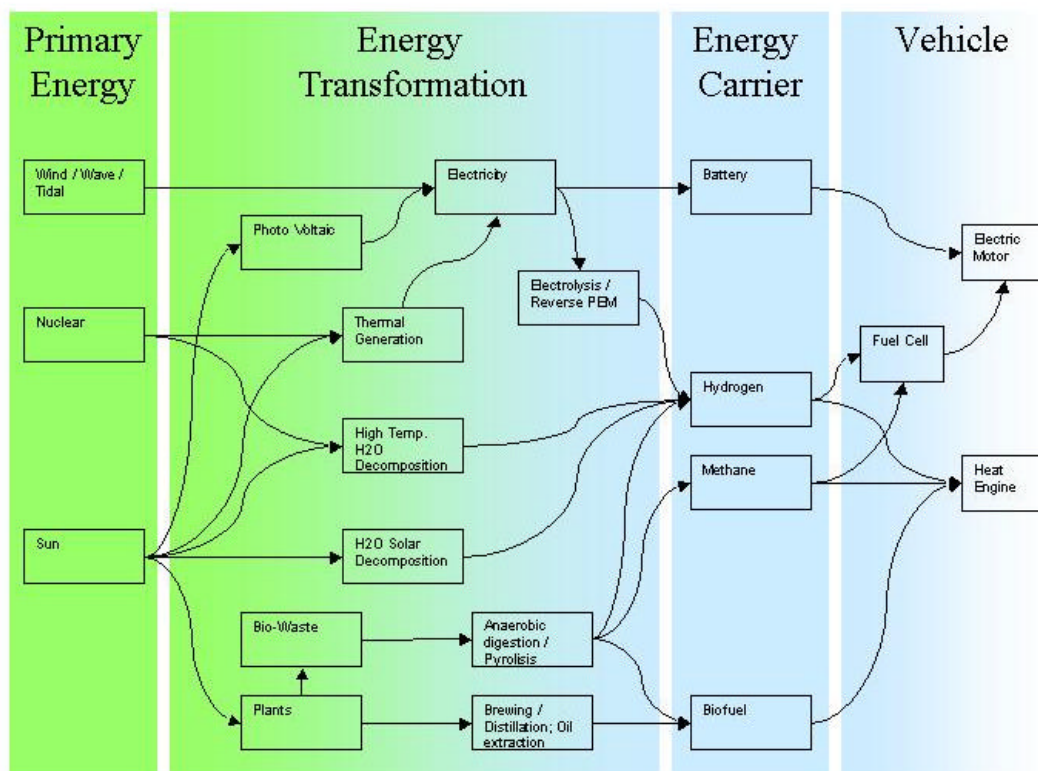 Primary
Energy
Energy
Transformation
Energy
Carrier
Vehicle
Wind / Wave /
Tidal
Electricity
Battery
Photo Voltaic
Electric
Motor
Electrolysis /
Reverse PEM
Nuclear
Thermal
Generation
Fuel Cell
Hydrogen
High Temp.
H2O
Decomposition
Methane
Heat
Engine
Sun
H2O Solar
Decomposition
Bio-Waste
Anaerobic
digestion /
Pyrolisis
Plants
Brewing /
Distillation; Oil
extraction
Biofuel